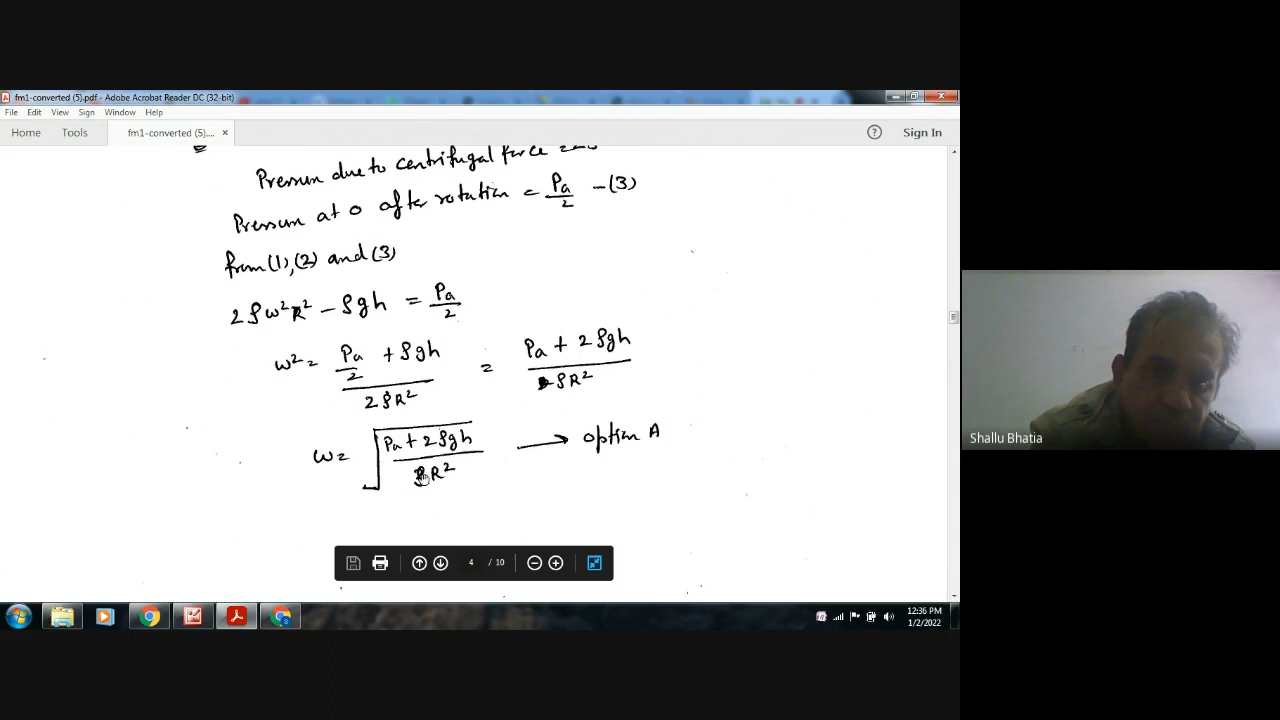 fm1-converted (5).pdf - Adobe Acrobat Reader DC (32-bit)
File Edit View Sign Window Help
Home Tools fm1-converted (5).... × Sign In
Pressure due to centrifugal force
Pressure at O after rotation = Pa/2 - (3)
from (1), (2) and (3)
2ρω²R² - ρgh = Pa/2
ω² = (Pa/2 + ρgh) / 2ρR² = (Pa + 2ρgh) / ρR²
ω = √((Pa + 2ρgh) / R²) → option A
4 / 10
Shallu Bhatia
12:36 PM
1/2/2022